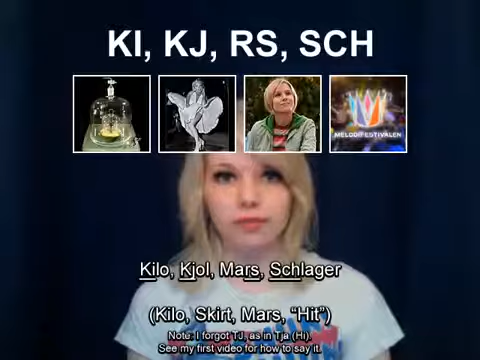 KI, KJ, RS, SCH
MELODIFESTIVALEN
Kilo, Kjol, Mars, Schlager
(Kilo, Skirt, Mars, “Hit”)
Note: I forgot TJ, as in Tja (Hi).
See my first video for how to say it.